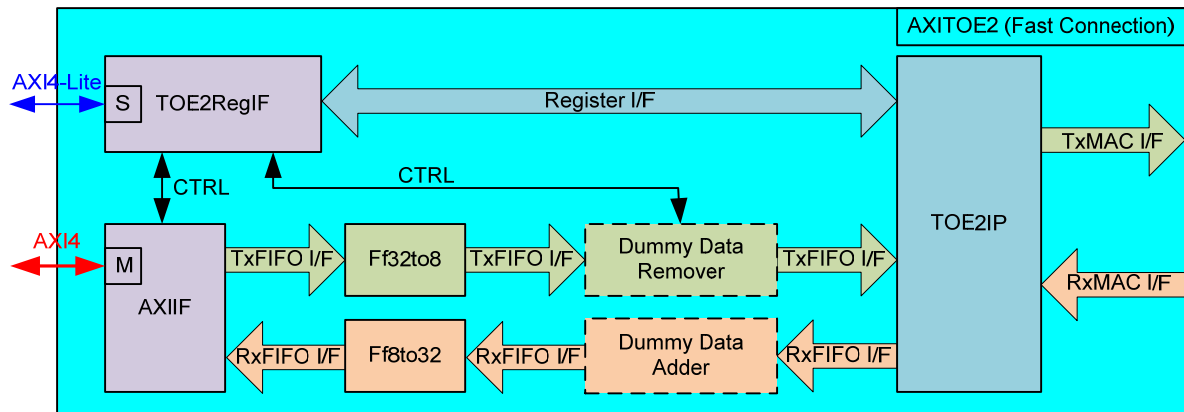 AXITOE2 (Fast Connection)
AXI4-Lite
S
TOE2RegIF
Register I/F
TxMAC I/F
CTRL
CTRL
TOE2IP
AXI4
M
AXIIF
TxFIFO I/F
Ff32to8
TxFIFO I/F
Dummy Data
Remover
TxFIFO I/F
RxMAC I/F
RxFIFO I/F
Ff8to32
RxFIFO I/F
Dummy Data
Adder
RxFIFO I/F